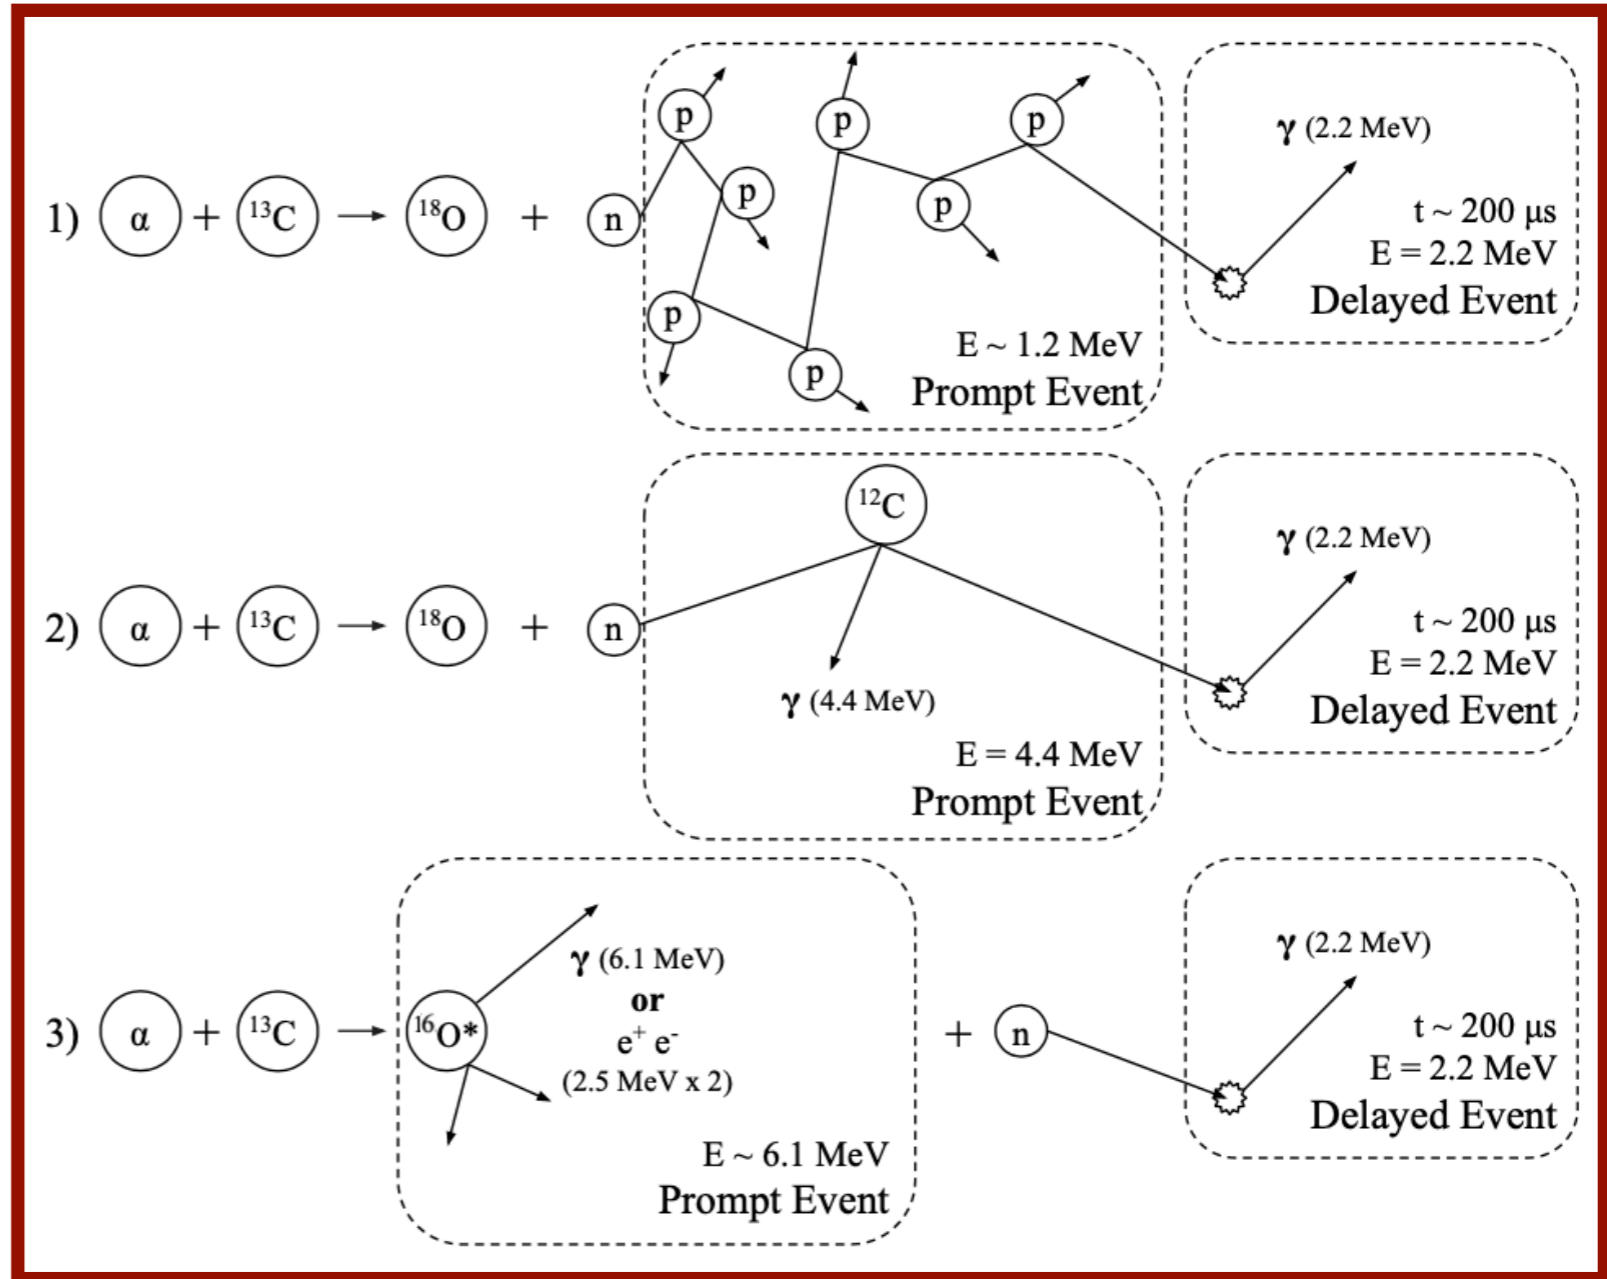 1) α + ¹³C → ¹⁸O + n
p
p
p
p
p
p
p
E ~ 1.2 MeV
Prompt Event
γ (2.2 MeV)
t ~ 200 μs
E = 2.2 MeV
Delayed Event
2) α + ¹³C → ¹⁸O + n
¹²C
γ (4.4 MeV)
E = 4.4 MeV
Prompt Event
γ (2.2 MeV)
t ~ 200 μs
E = 2.2 MeV
Delayed Event
3) α + ¹³C → ¹⁶O* + n
γ (6.1 MeV)
or
e⁺ e⁻
(2.5 MeV x 2)
E ~ 6.1 MeV
Prompt Event
γ (2.2 MeV)
t ~ 200 μs
E = 2.2 MeV
Delayed Event